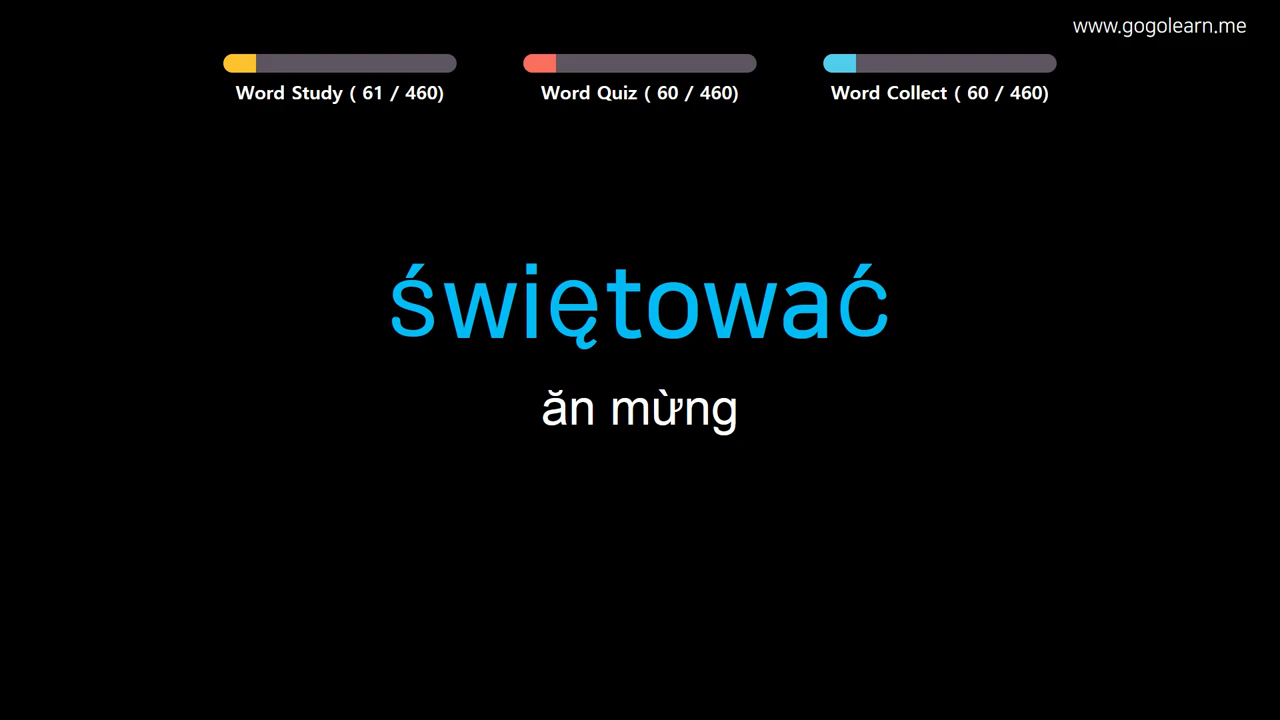 www.gogolearn.me
Word Study ( 61 / 460)
Word Quiz ( 60 / 460)
Word Collect ( 60 / 460)
świętować
ăn mừng